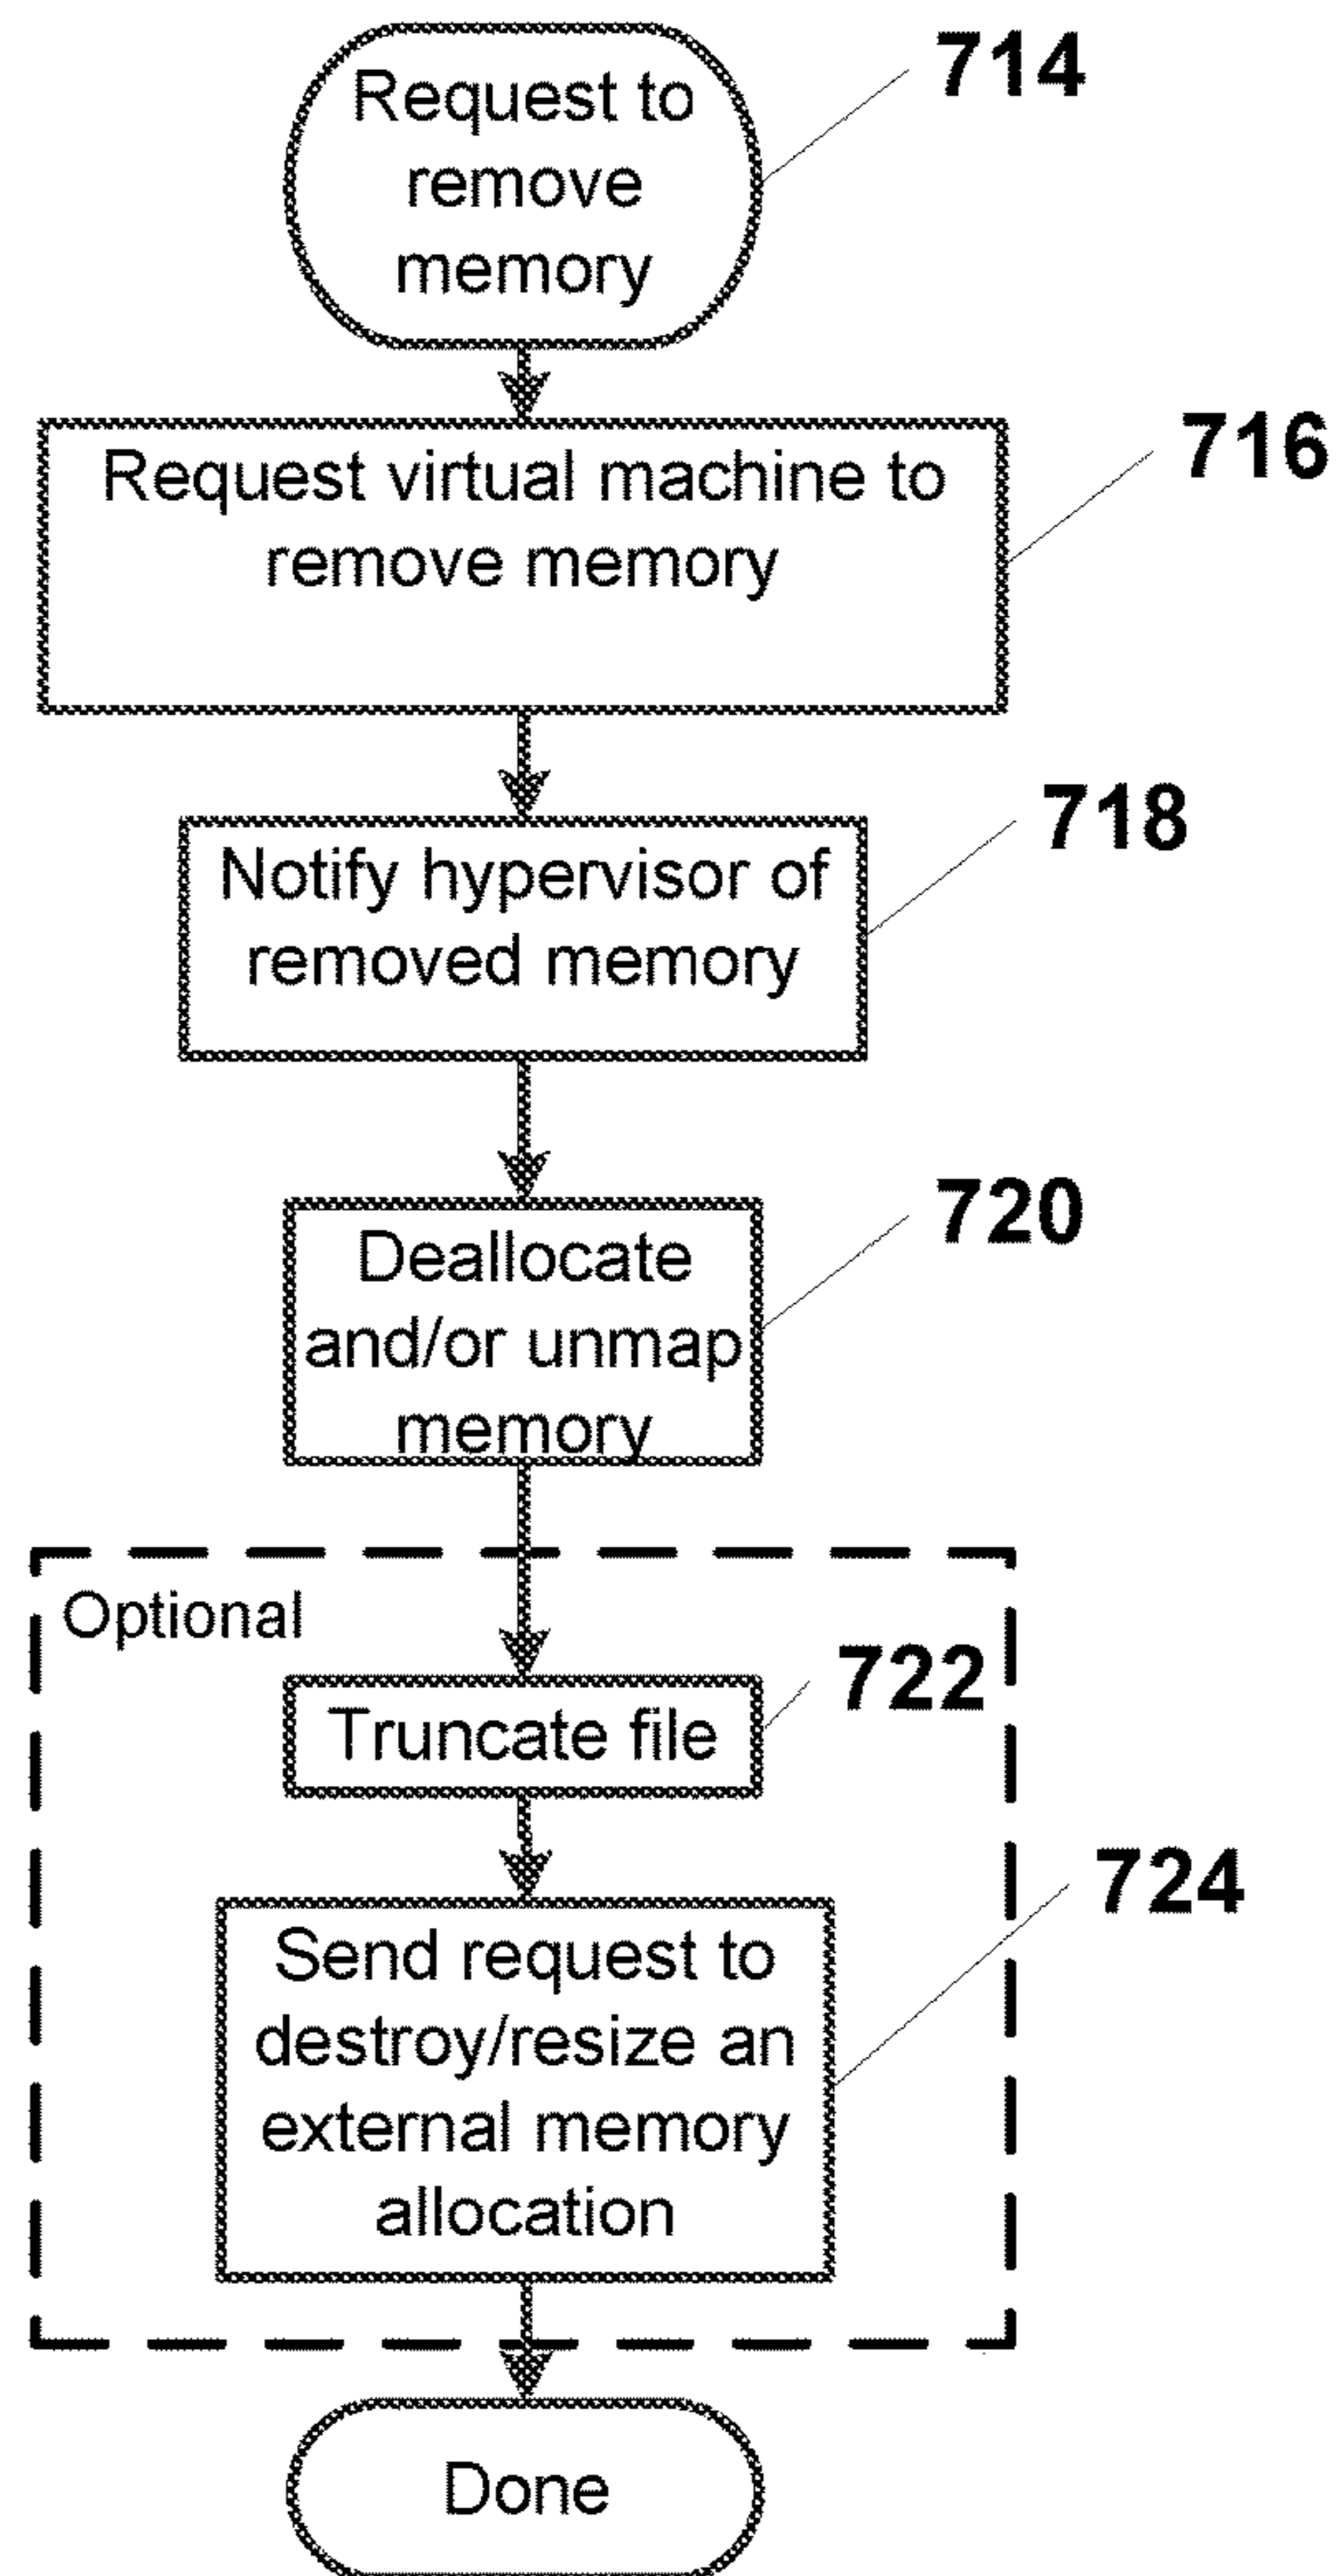 Request to
remove
memory
714
Request virtual machine to
remove memory
716
Notify hypervisor of
removed memory
718
Deallocate
and/or unmap
memory
720
Optional
Truncate file
722
Send request to
destroy/resize an
external memory
allocation
724
Done